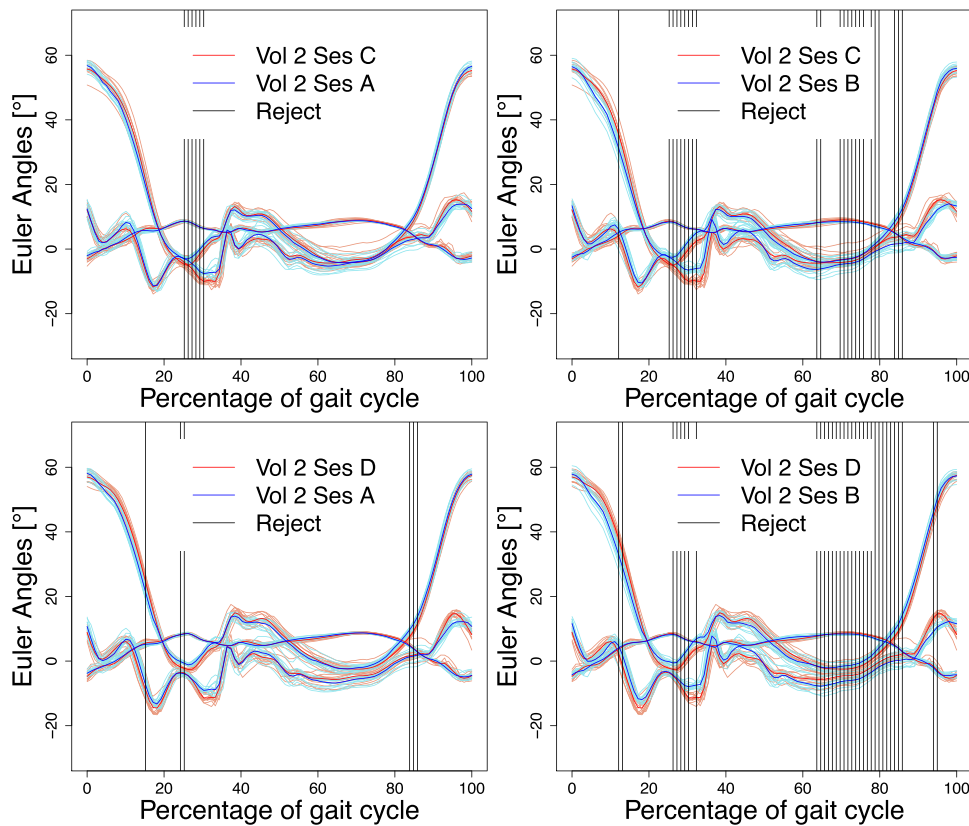 Euler Angles [°]
60
40
20
0
−20
Vol 2 Ses C
Vol 2 Ses A
Reject
0 20 40 60 80 100
Percentage of gait cycle
Euler Angles [°]
60
40
20
0
−20
Vol 2 Ses C
Vol 2 Ses B
Reject
0 20 40 60 80 100
Percentage of gait cycle
Euler Angles [°]
60
40
20
0
−20
Vol 2 Ses D
Vol 2 Ses A
Reject
0 20 40 60 80 100
Percentage of gait cycle
Euler Angles [°]
60
40
20
0
−20
Vol 2 Ses D
Vol 2 Ses B
Reject
0 20 40 60 80 100
Percentage of gait cycle